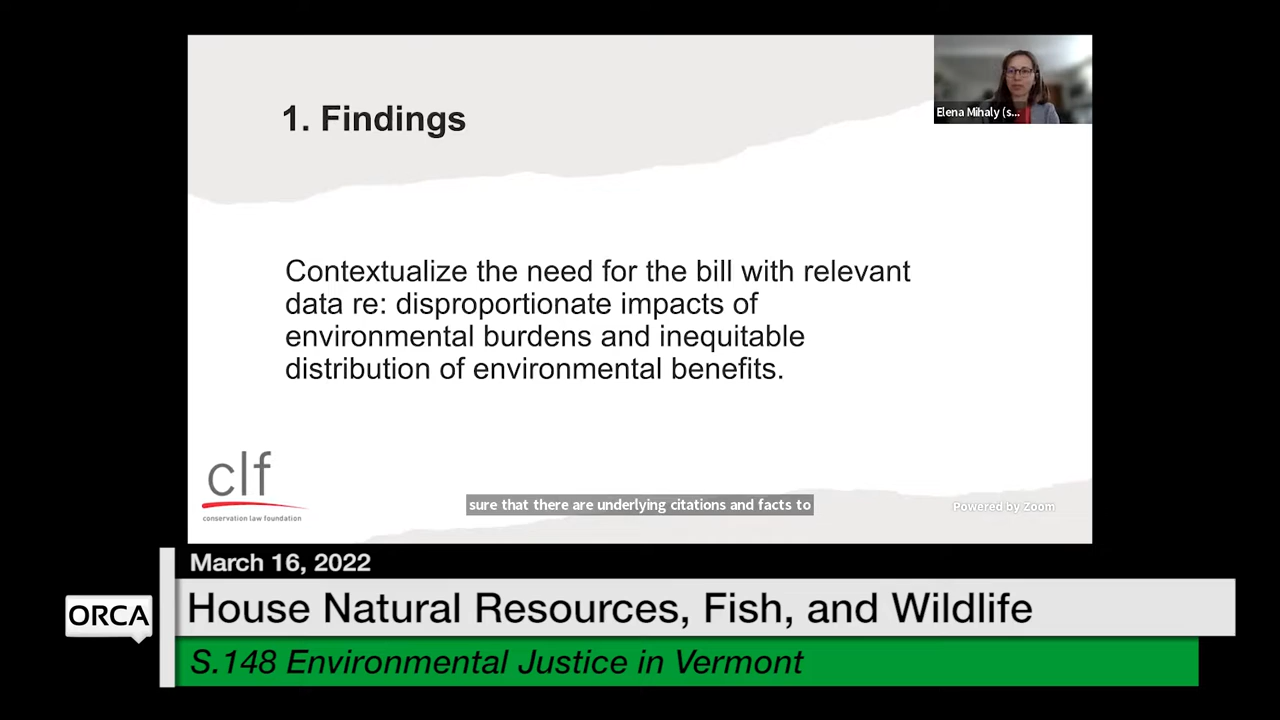 1. Findings
Elena Mihaly (s...
Contextualize the need for the bill with relevant
data re: disproportionate impacts of
environmental burdens and inequitable
distribution of environmental benefits.
clf
conservation law foundation
sure that there are underlying citations and facts to
Powered by Zoom
March 16, 2022
ORCA
House Natural Resources, Fish, and Wildlife
S.148 Environmental Justice in Vermont